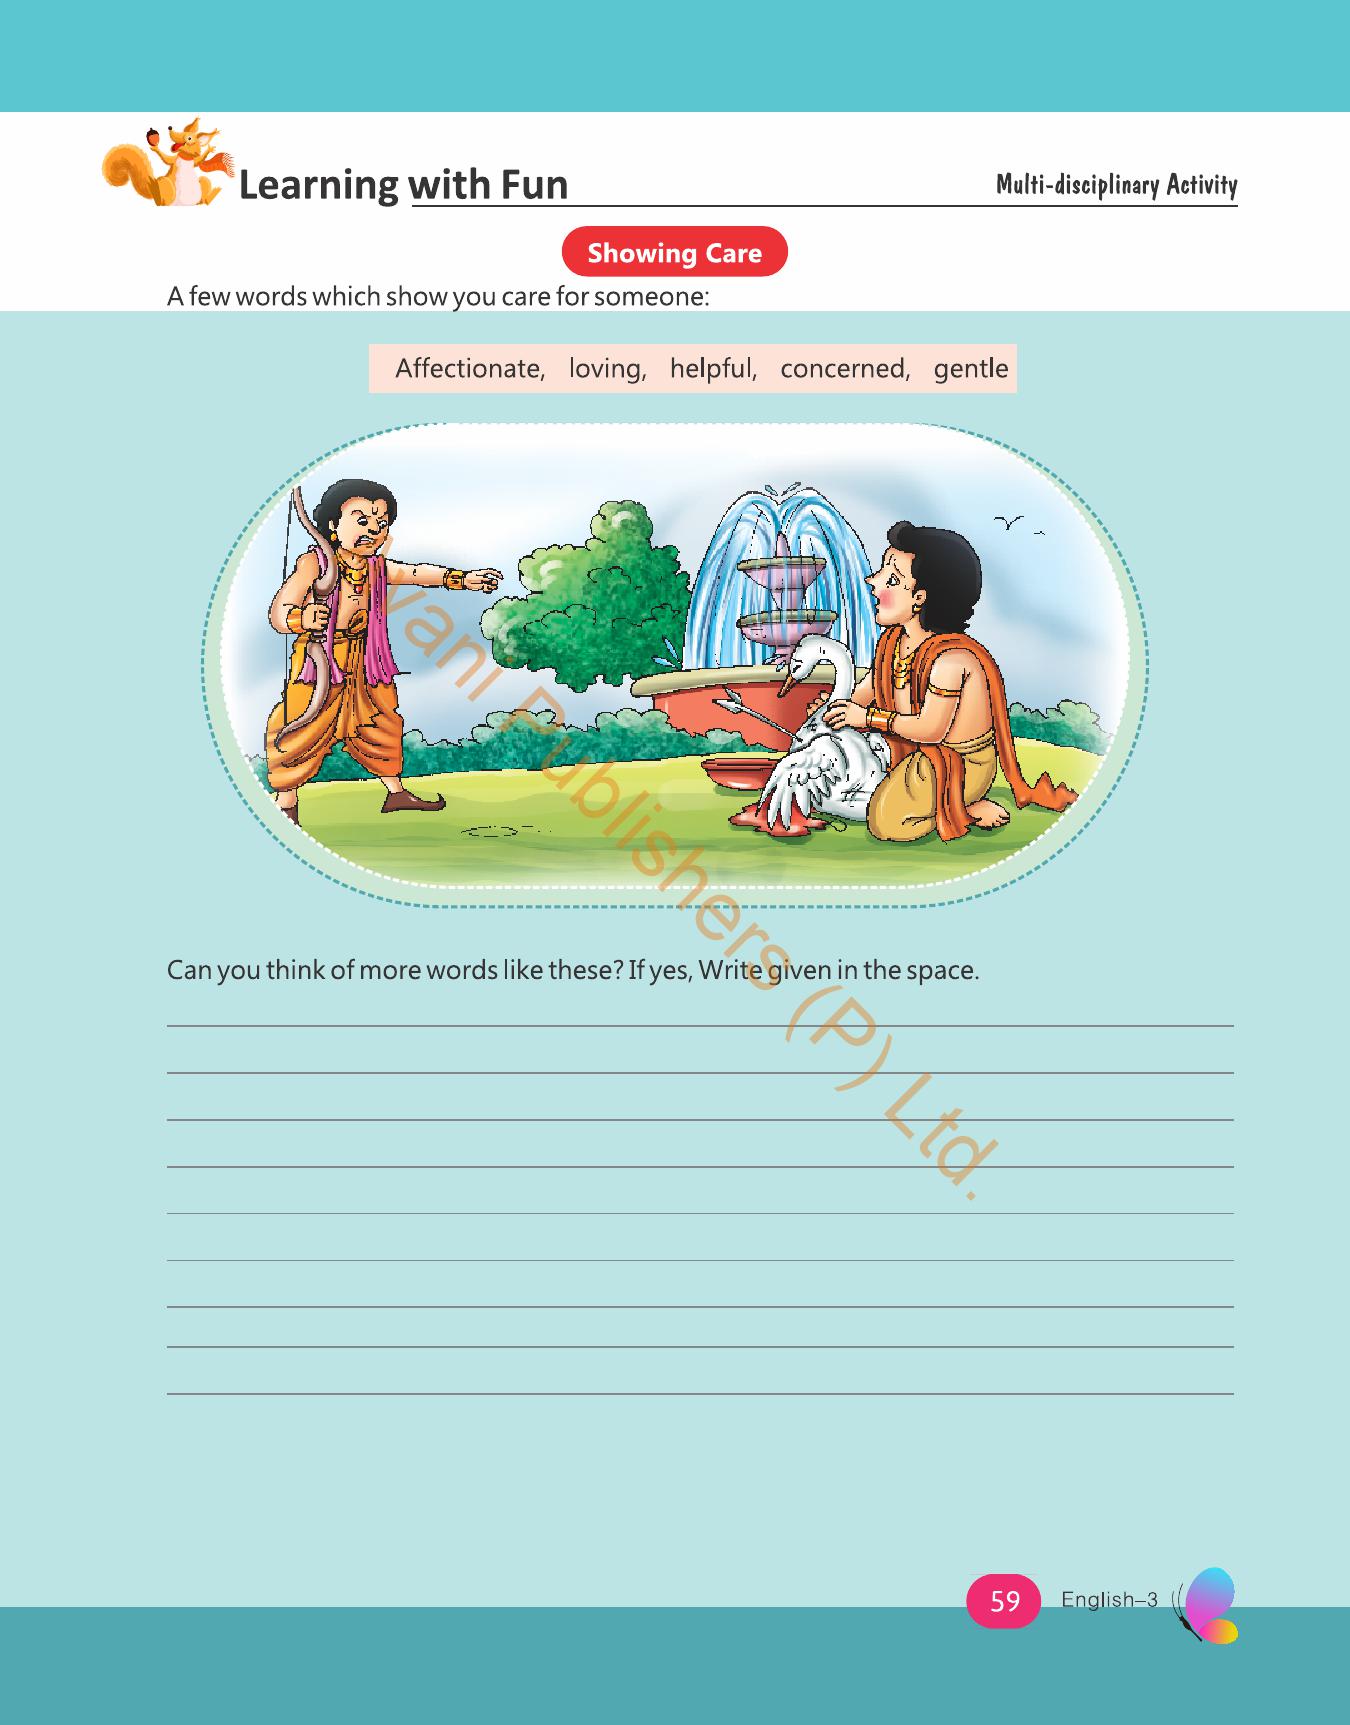 Learning with Fun
Multi-disciplinary Activity
Showing Care
A few words which show you care for someone:
Affectionate, loving, helpful, concerned, gentle
Can you think of more words like these? If yes, Write given in the space.
vani Publishers (P) Ltd.
59
English–3